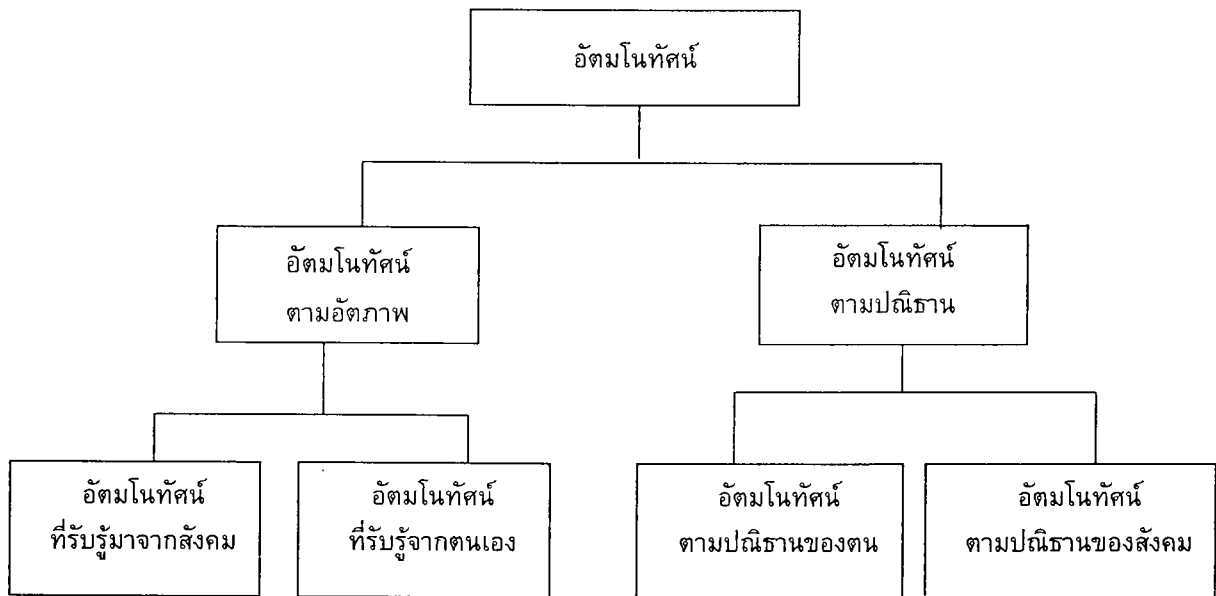 อัตมโนทัศน์
อัตมโนทัศน์
ตามอัตภาพ
อัตมโนทัศน์
ตามปณิธาน
อัตมโนทัศน์
ที่รับรู้มาจากสังคม
อัตมโนทัศน์
ที่รับรู้จากตนเอง
อัตมโนทัศน์
ตามปณิธานของตน
อัตมโนทัศน์
ตามปณิธานของสังคม